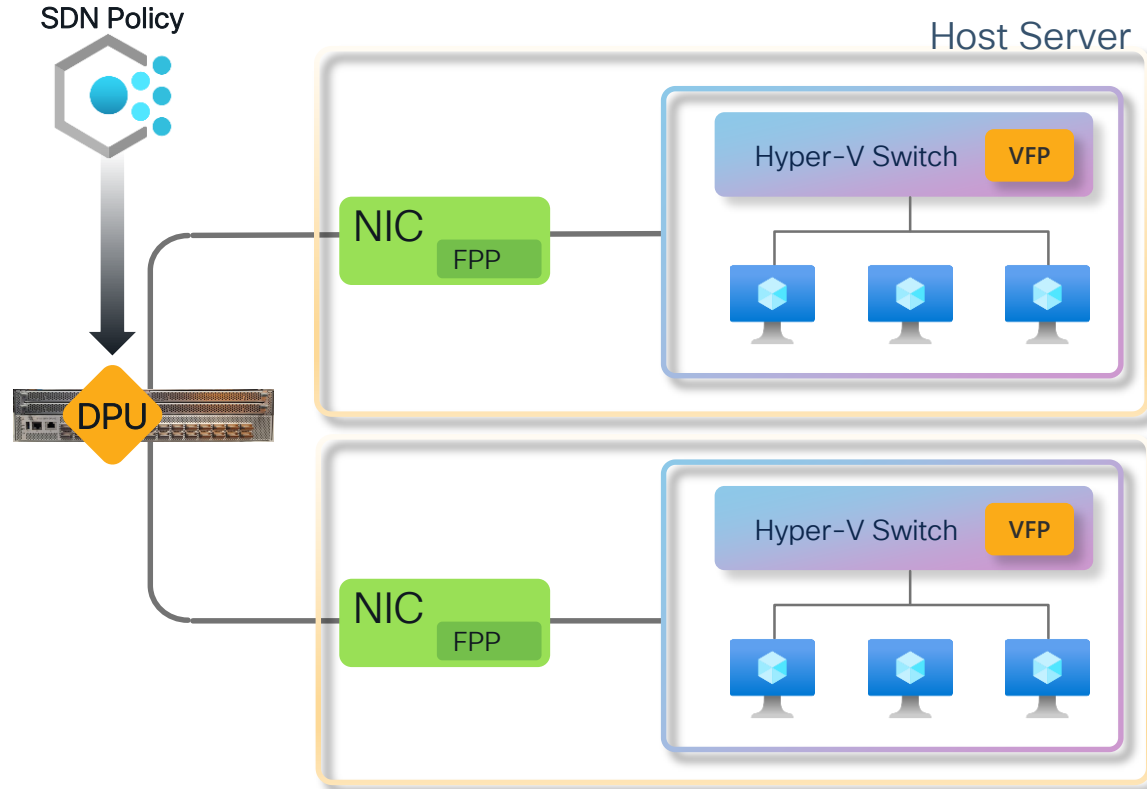 SDN Policy
Host Server
Hyper-V Switch VFP
NIC
FPP
DPU
Hyper-V Switch VFP
NIC
FPP